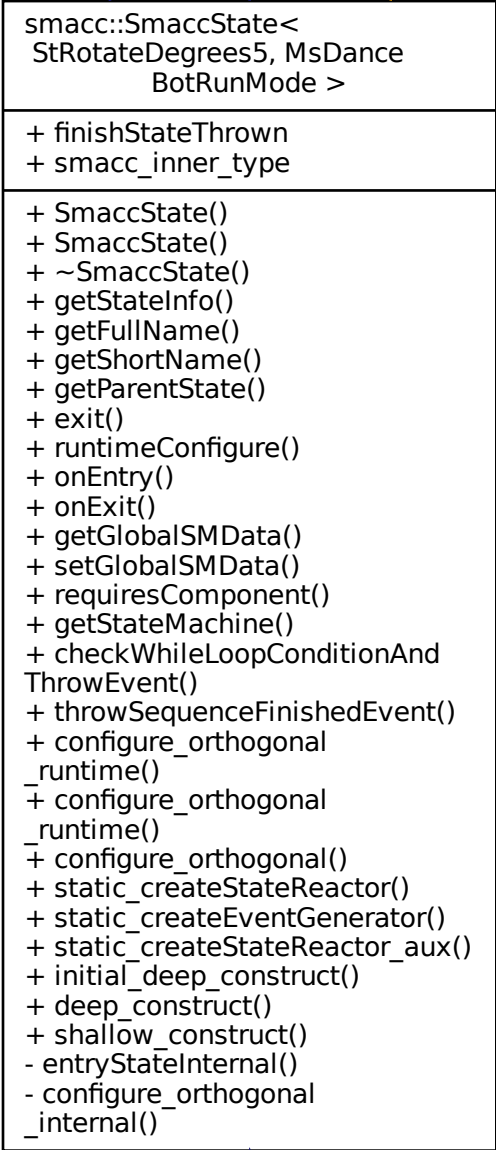 smacc::SmaccState<
StRotateDegrees5, MsDance
BotRunMode >
+ finishStateThrown
+ smacc_inner_type
+ SmaccState()
+ SmaccState()
+ ~SmaccState()
+ getStateInfo()
+ getFullName()
+ getShortName()
+ getParentState()
+ exit()
+ runtimeConfigure()
+ onEntry()
+ onExit()
+ getGlobalSMData()
+ setGlobalSMData()
+ requiresComponent()
+ getStateMachine()
+ checkWhileLoopConditionAnd
ThrowEvent()
+ throwSequenceFinishedEvent()
+ configure_orthogonal
_runtime()
+ configure_orthogonal
_runtime()
+ configure_orthogonal()
+ static_createStateReactor()
+ static_createEventGenerator()
+ static_createStateReactor_aux()
+ initial_deep_construct()
+ deep_construct()
+ shallow_construct()
- entryStateInternal()
- configure_orthogonal
_internal()